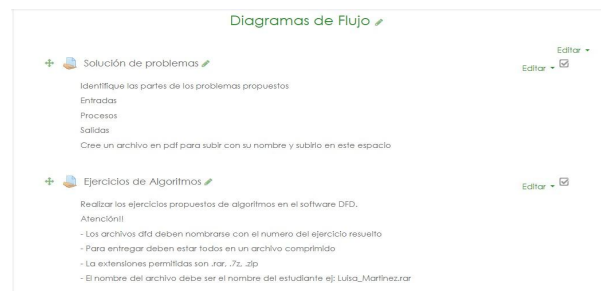 Diagramas de Flujo
Editar
Solución de problemas
Editar
Identifique las partes de los problemas propuestos
Entradas
Procesos
Salidas
Cree un archivo en pdf para subir con su nombre y subirlo en este espacio
Ejercicios de Algoritmos
Editar
Realizar los ejercicios propuestos de algoritmos en el software DFD.
Atención!!
- Los archivos dfd deben nombrarse con el numero del ejercicio resuelto
- Para entregar deben estar todos en un archivo comprimido
- La extensiones permitidas son .rar, .7z, .zip
- El nombre del archivo debe ser el nombre del estudiante ej: Luisa_Martinez.rar